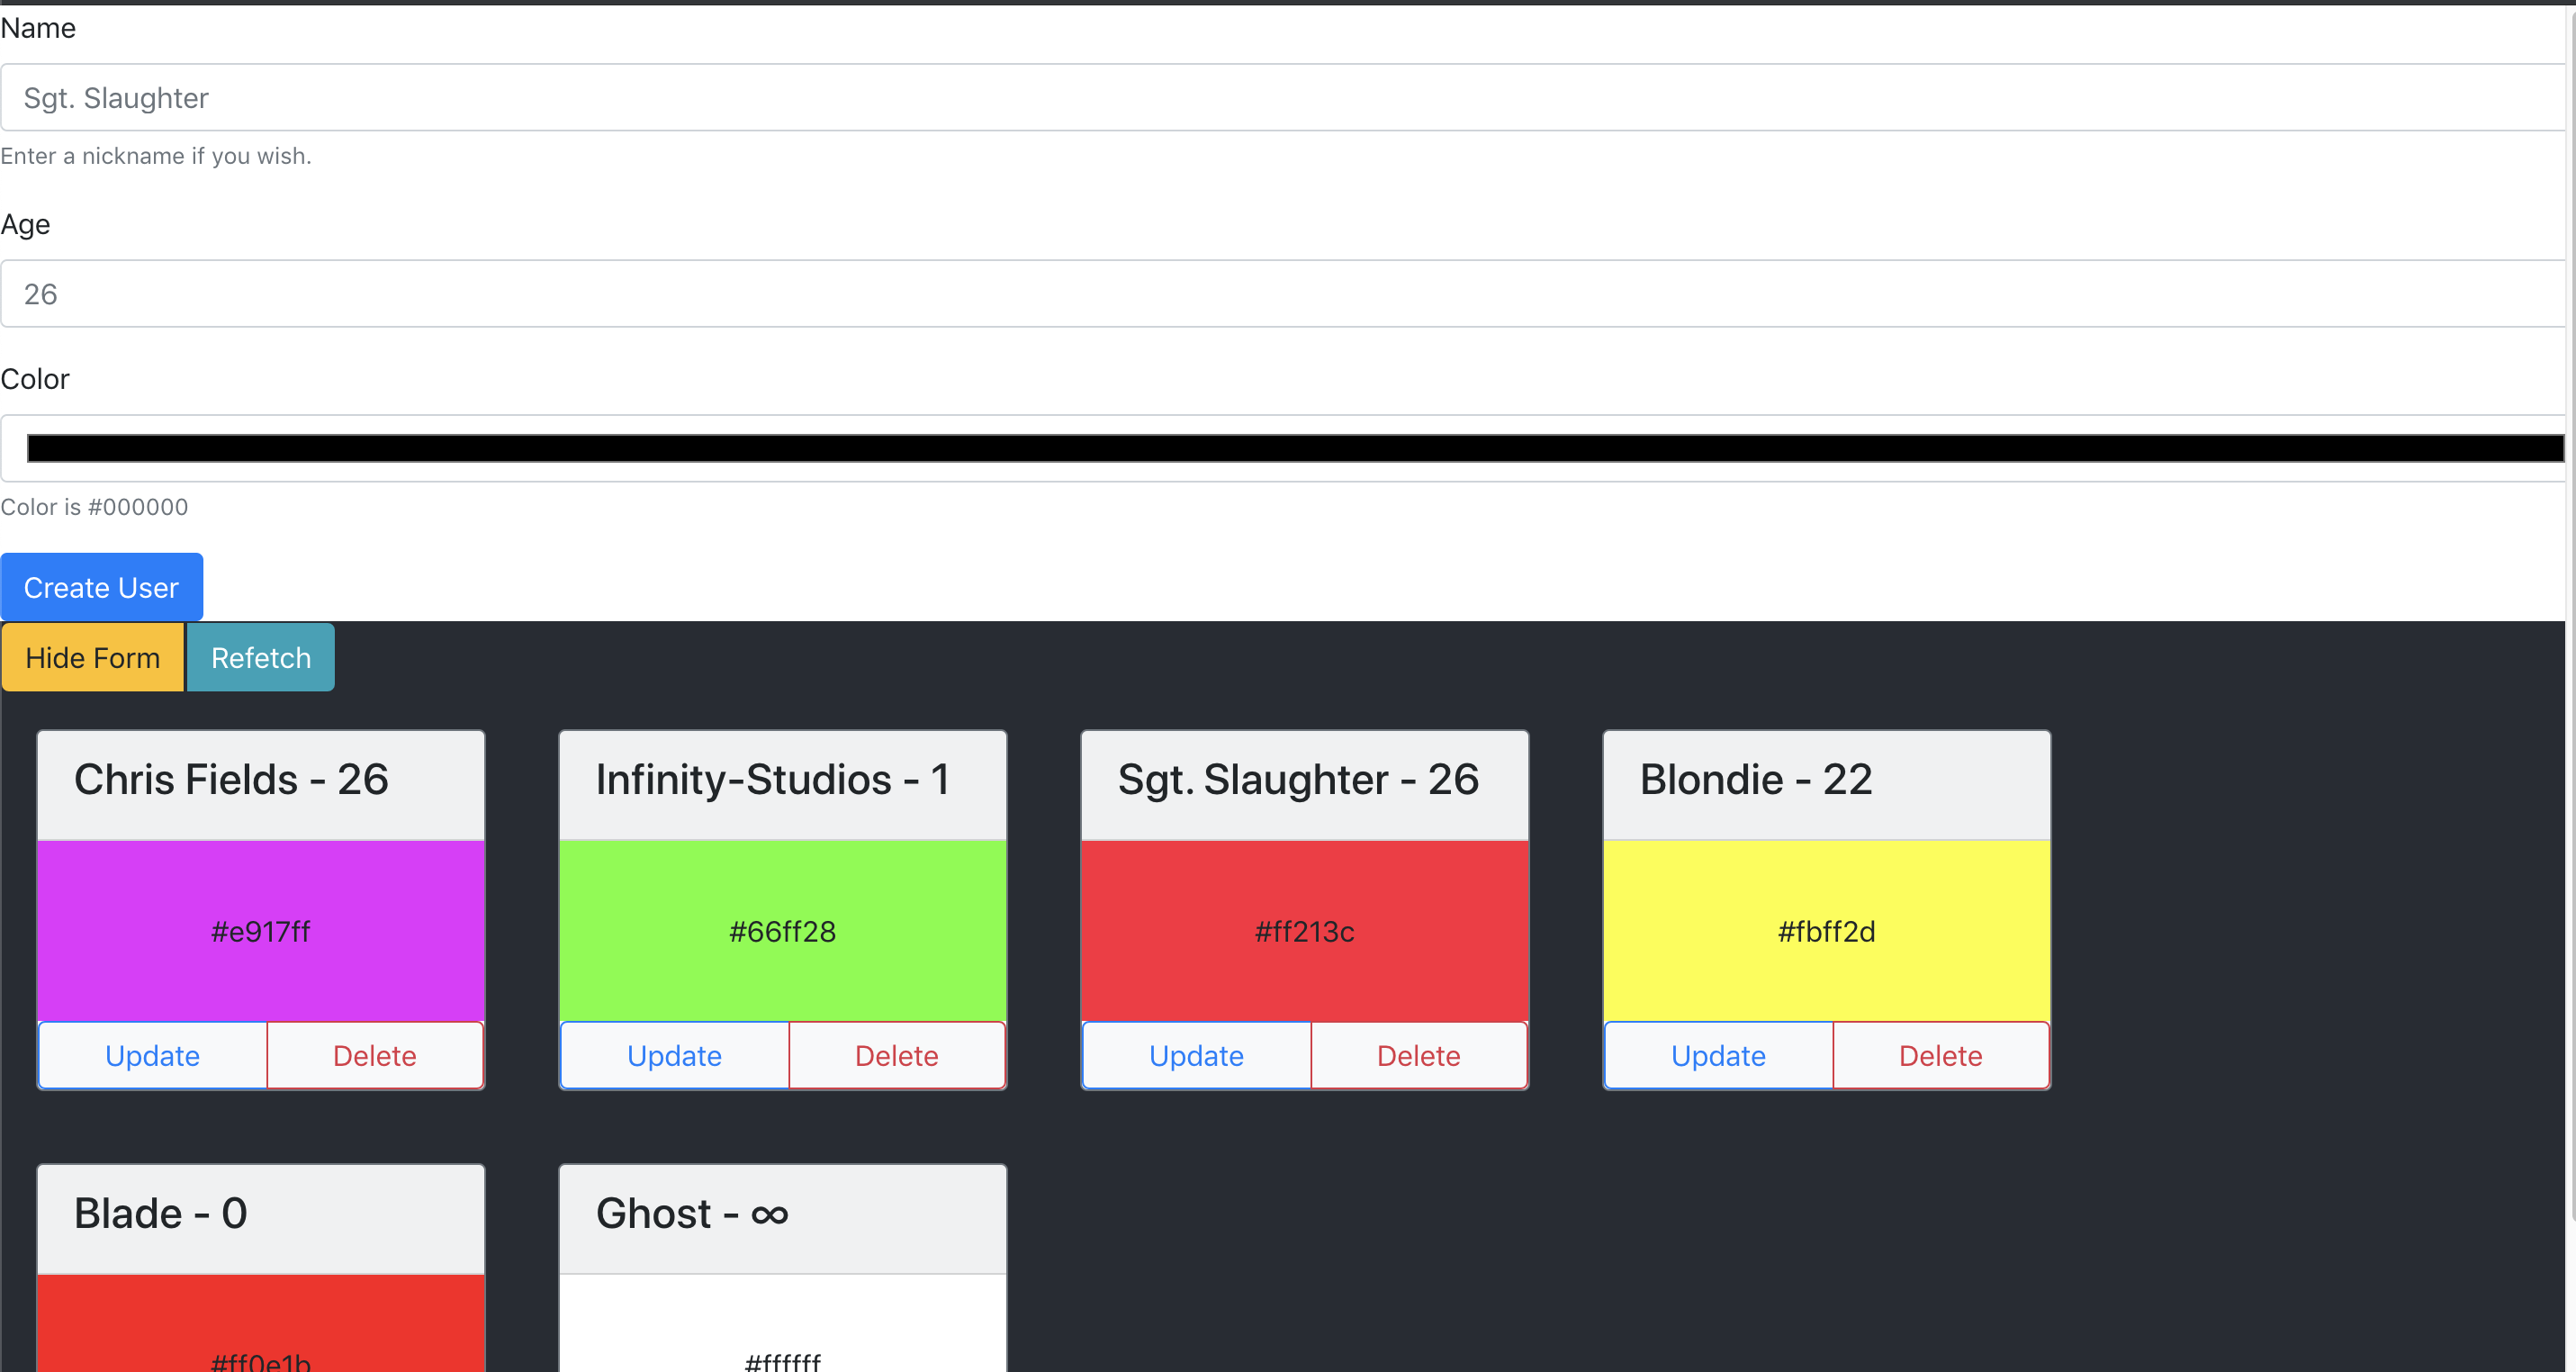 Name
Sgt. Slaughter
Enter a nickname if you wish.
Age
26
Color
Color is #000000
Create User
Hide Form Refetch
Chris Fields - 26 Infinity-Studios - 1 Sgt. Slaughter - 26 Blondie - 22
#e917ff #66ff28 #ff213c #fbff2d
Update Delete Update Delete Update Delete Update Delete
Blade - 0 Ghost - ∞
#ff0e1b #ffffff